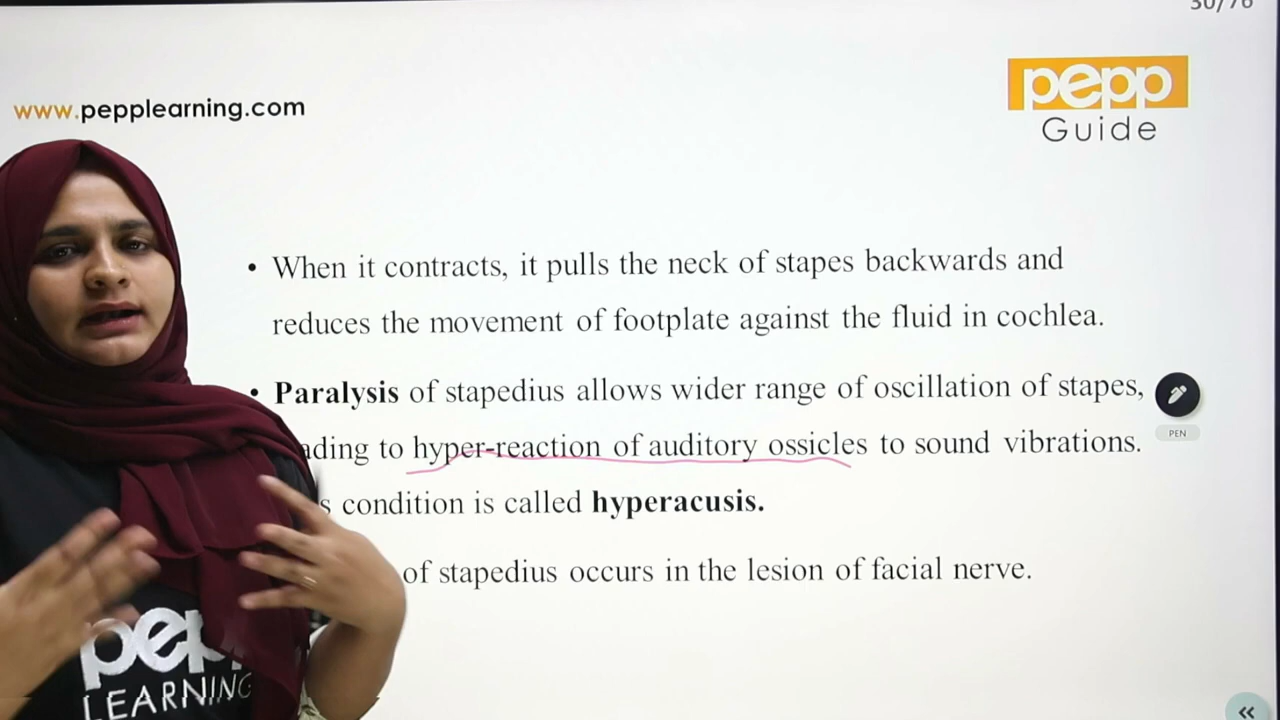 30/76
www.pepplearning.com
pepp
Guide
• When it contracts, it pulls the neck of stapes backwards and
reduces the movement of footplate against the fluid in cochlea.
• Paralysis of stapedius allows wider range of oscillation of stapes,
ading to hyper-reaction of auditory ossicles to sound vibrations.
s condition is called hyperacusis.
of stapedius occurs in the lesion of facial nerve.
PEN
pepp
LEARNING